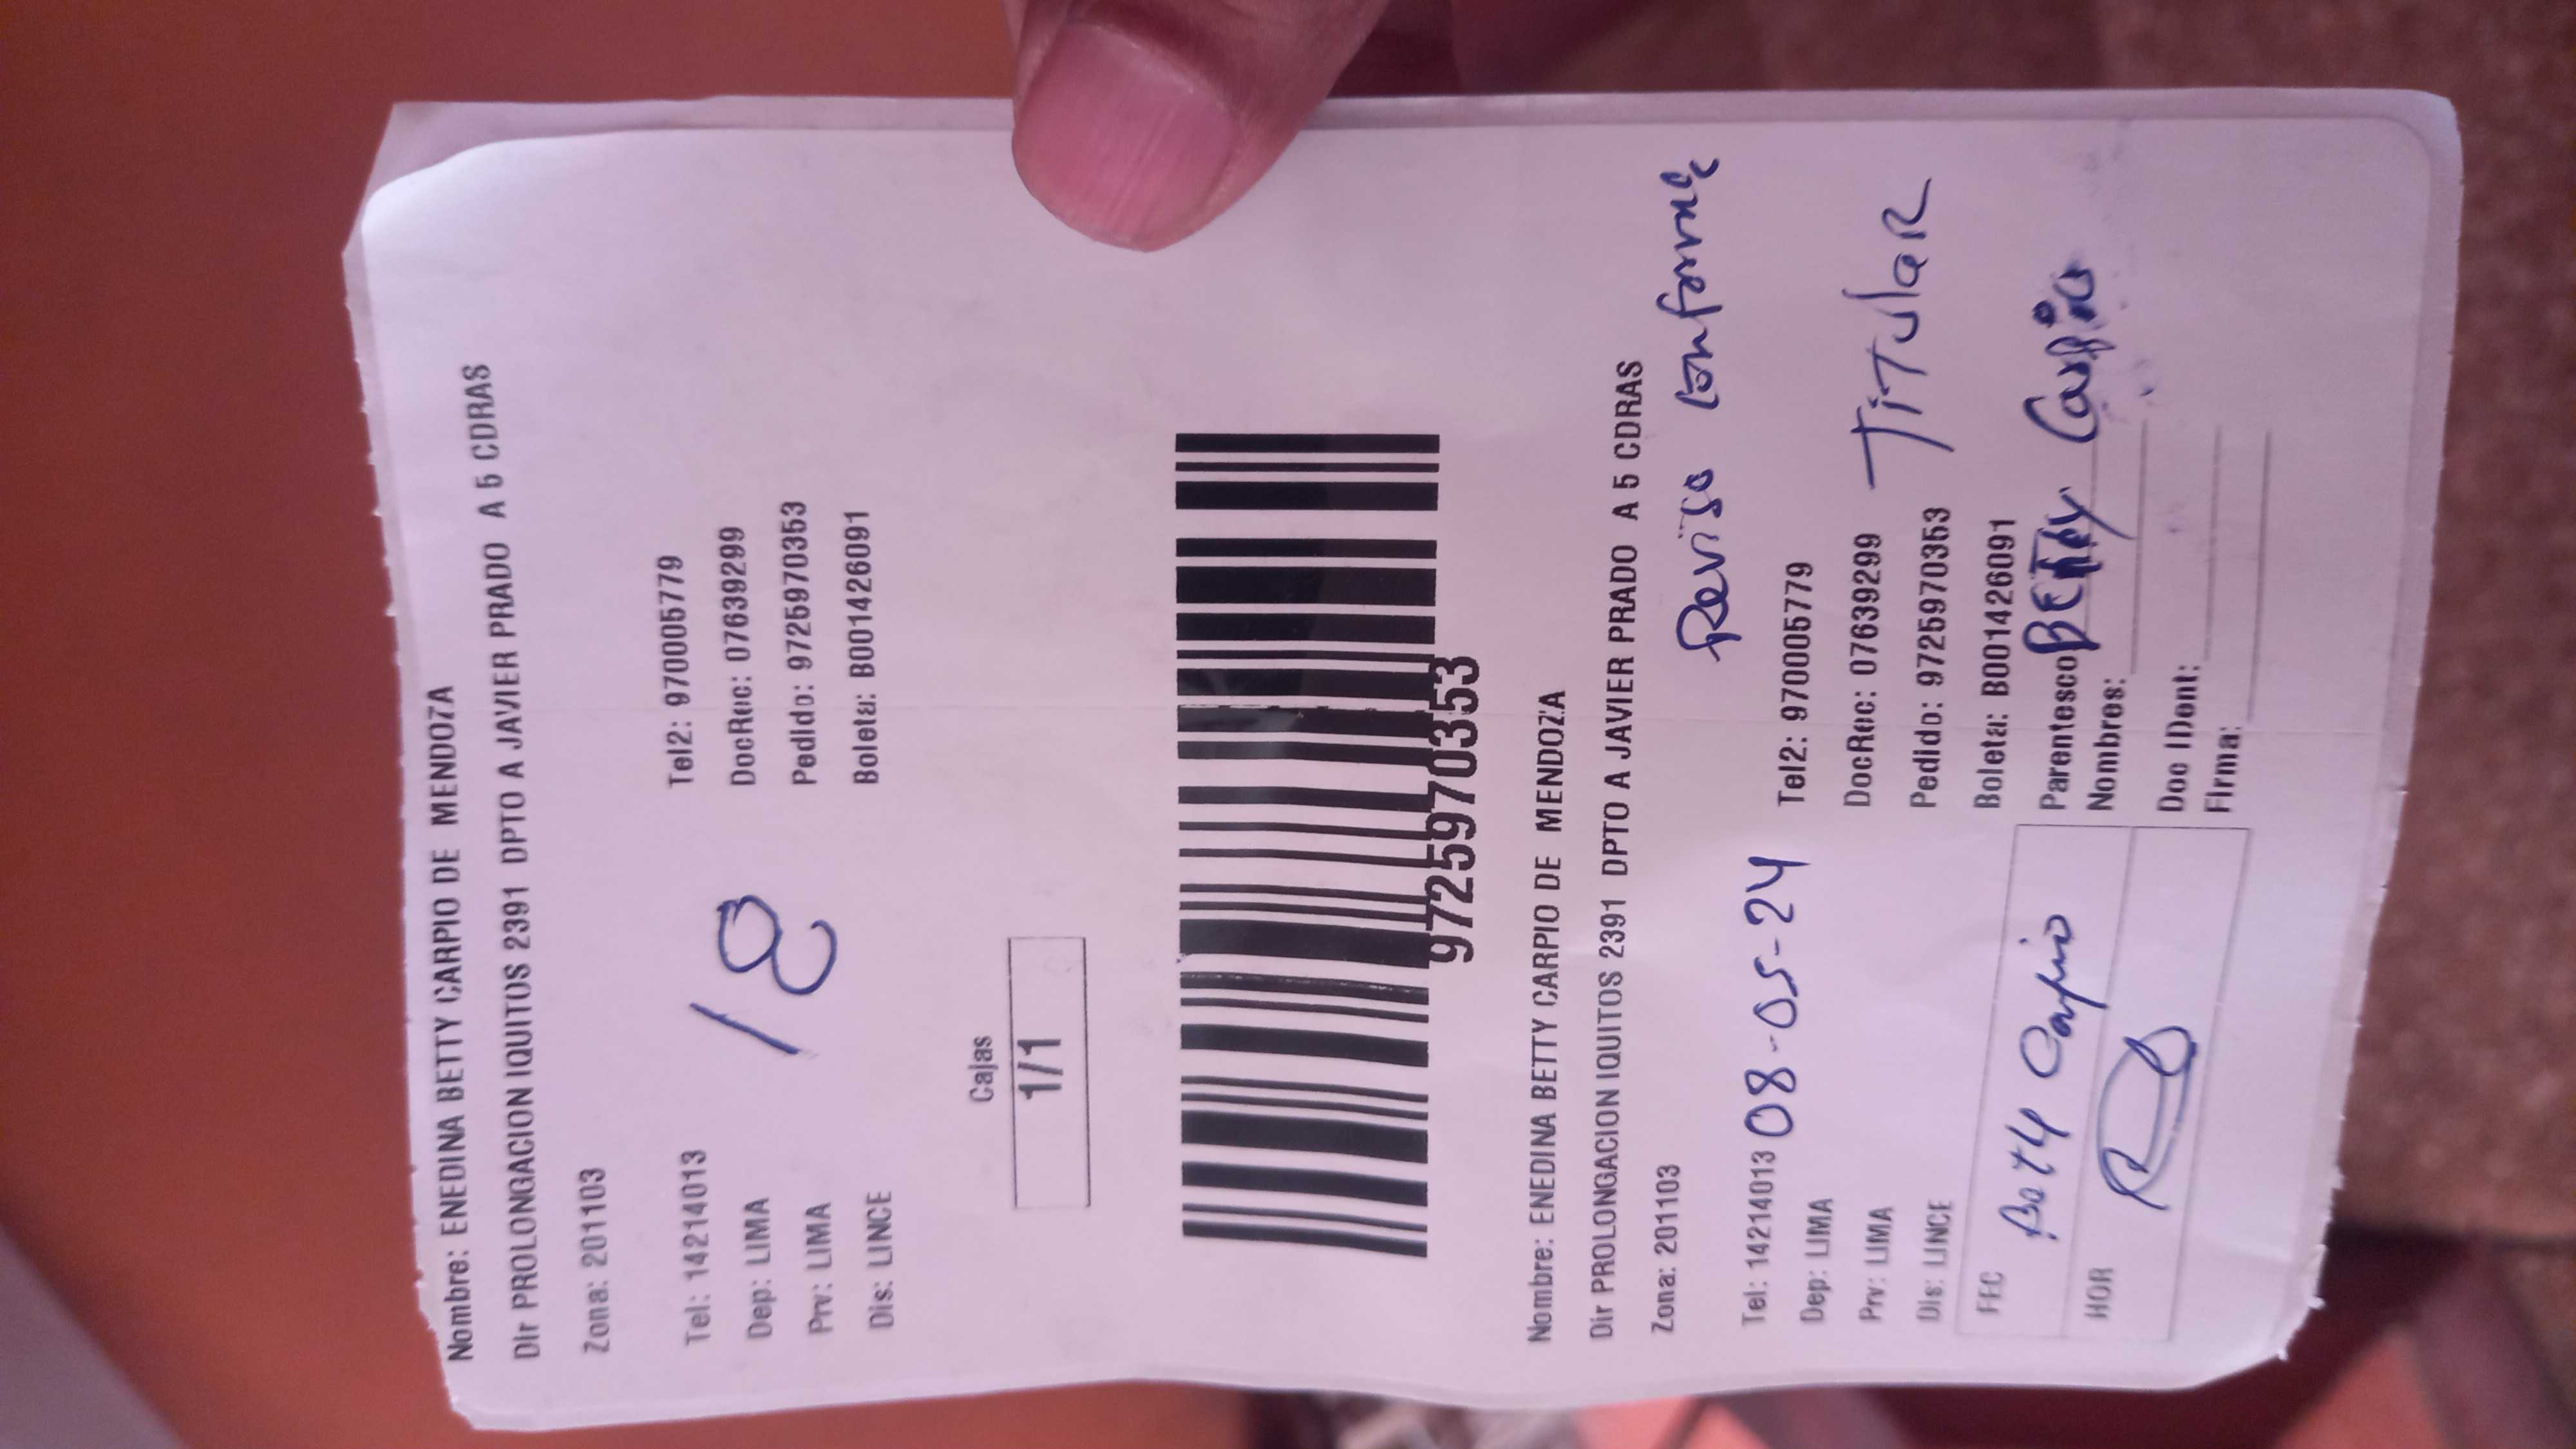 Nombre: ENEDINA BETTY CARPIO DE MENDOZA
Dir PROLONGACION IQUITOS 2391 DPTO A JAVIER PRADO A 5 CDRAS
Zona: 201103
Tel: 14214013 Tel2: 970005779
Dep: LIMA 18 DocRec: 07639299
Prv: LIMA Pedido: 9725970353
Dis: LINCE Boleta: B001426091
Cajas
1/1
9725970353
Nombre: ENEDINA BETTY CARPIO DE MENDOZA
Dir PROLONGACION IQUITOS 2391 DPTO A JAVIER PRADO A 5 CDRAS
Zona: 201103 Reviso conforme
Tel: 14214013 08-05-24 Tel2: 970005779
Dep: LIMA DocRec: 07639299 Titular
Prv: LIMA Pedido: 9725970353
Dis: LINCE Boleta: B001426091
FEC Betty Carpio Parentesco BETTY Carpio
HOR Nombres:
Doc IDent:
Firma: